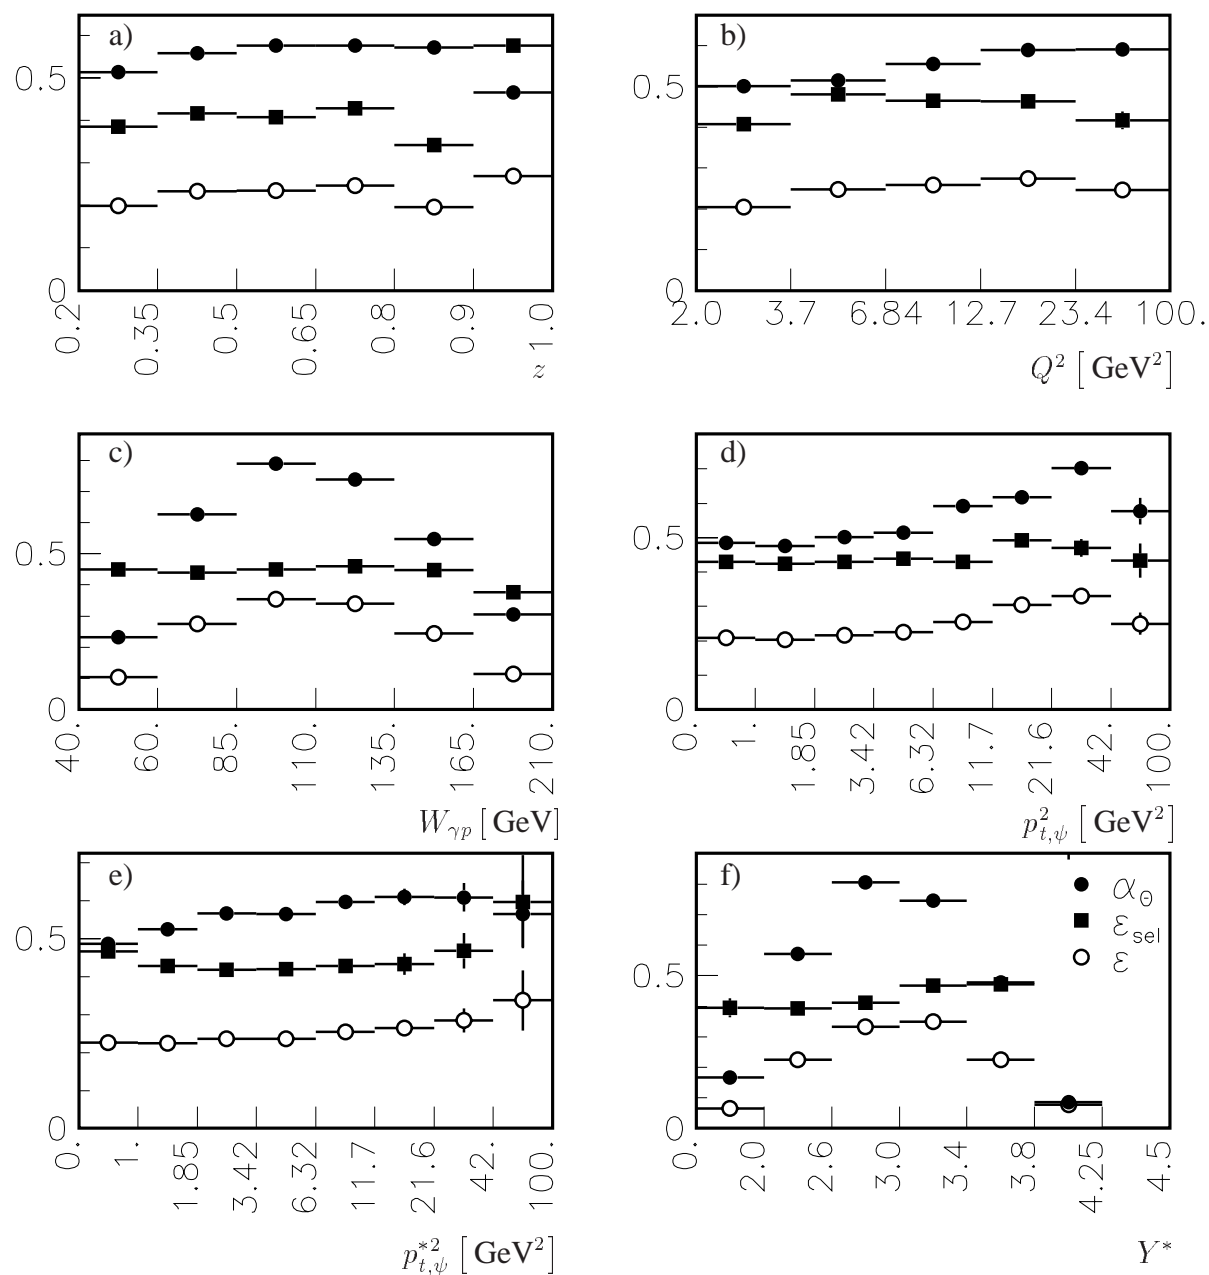 a)
0.5
0
0.2 0.35 0.5 0.65 0.8 0.9 1.0
z
b)
0.5
0
2.0 3.7 6.84 12.7 23.4 100.
Q² [ GeV² ]
c)
0.5
0
40. 60. 85. 110. 135. 165. 210.
W_{γp} [ GeV]
d)
0.5
0
0. 1. 1.85 3.42 6.32 11.7 21.6 42. 100.
p²_{t,ψ} [ GeV² ]
e)
0.5
0
0. 1. 1.85 3.42 6.32 11.7 21.6 42. 100.
p*²_{t,ψ} [ GeV² ]
f)
α_Θ
ε_sel
ε
0.5
0
0. 2.0 2.6 3.0 3.4 3.8 4.25 4.5
Y*